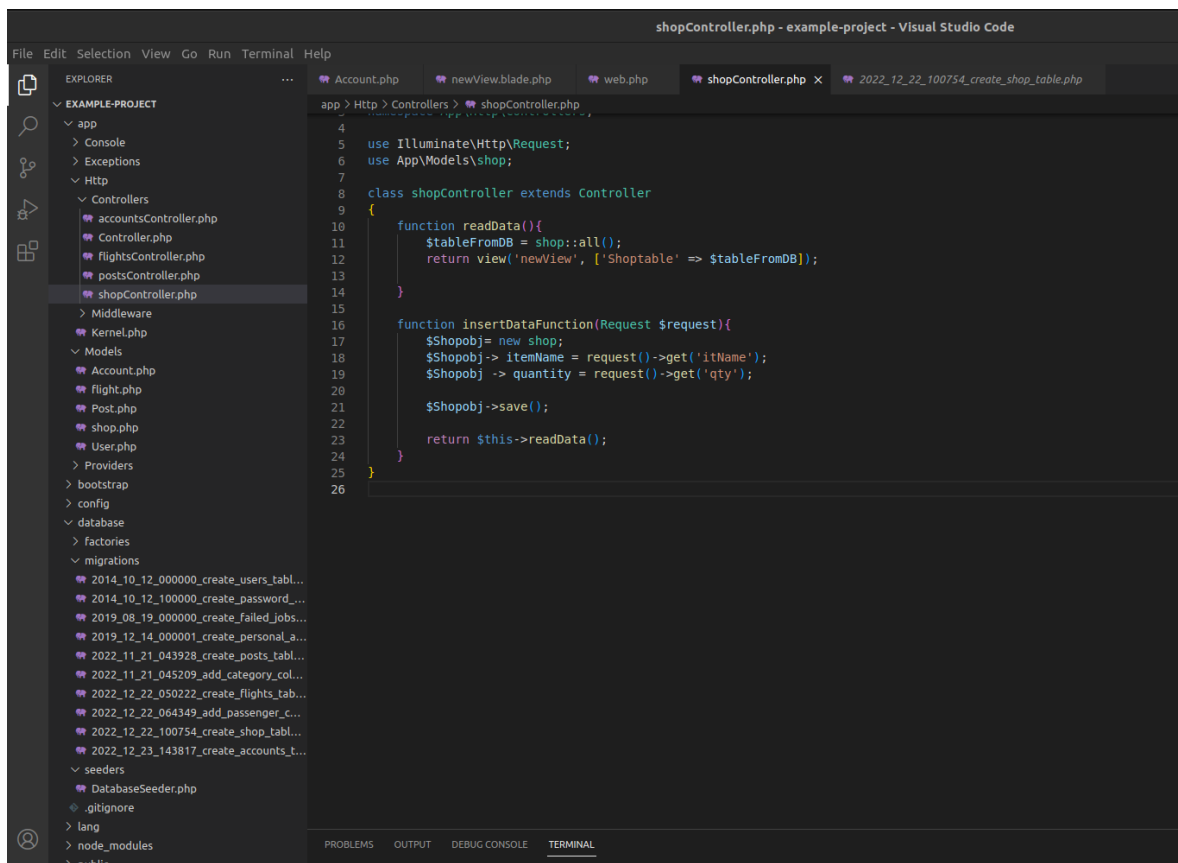 shopController.php - example-project - Visual Studio Code
File Edit Selection View Go Run Terminal Help
EXPLORER
EXAMPLE-PROJECT
app
Console
Exceptions
Http
Controllers
accountsController.php
Controller.php
flightsController.php
postsController.php
shopController.php
Middleware
Kernel.php
Models
Account.php
flight.php
Post.php
shop.php
User.php
Providers
bootstrap
config
database
factories
migrations
2014_10_12_000000_create_users_tabl...
2014_10_12_100000_create_password_...
2019_08_19_000000_create_failed_jobs...
2019_12_14_000001_create_personal_a...
2022_11_21_043928_create_posts_tabl...
2022_11_21_045209_add_category_col...
2022_12_22_050222_create_flights_tab...
2022_12_22_064349_add_passenger_c...
2022_12_22_100754_create_shop_tabl...
2022_12_23_143817_create_accounts_t...
seeders
DatabaseSeeder.php
.gitignore
lang
node_modules
Account.php newView.blade.php web.php shopController.php × 2022_12_22_100754_create_shop_table.php
app > Http > Controllers > shopController.php
3 namespace App\Http\Controllers;
4
5 use Illuminate\Http\Request;
6 use App\Models\shop;
7
8 class shopController extends Controller
9 {
10 function readData(){
11 $tableFromDB = shop::all();
12 return view('newView', ['Shoptable' => $tableFromDB]);
13
14 }
15
16 function insertDataFunction(Request $request){
17 $Shopobj= new shop;
18 $Shopobj-> itemName = request()->get('itName');
19 $Shopobj -> quantity = request()->get('qty');
20
21 $Shopobj->save();
22
23 return $this->readData();
24 }
25 }
26
PROBLEMS OUTPUT DEBUG CONSOLE TERMINAL